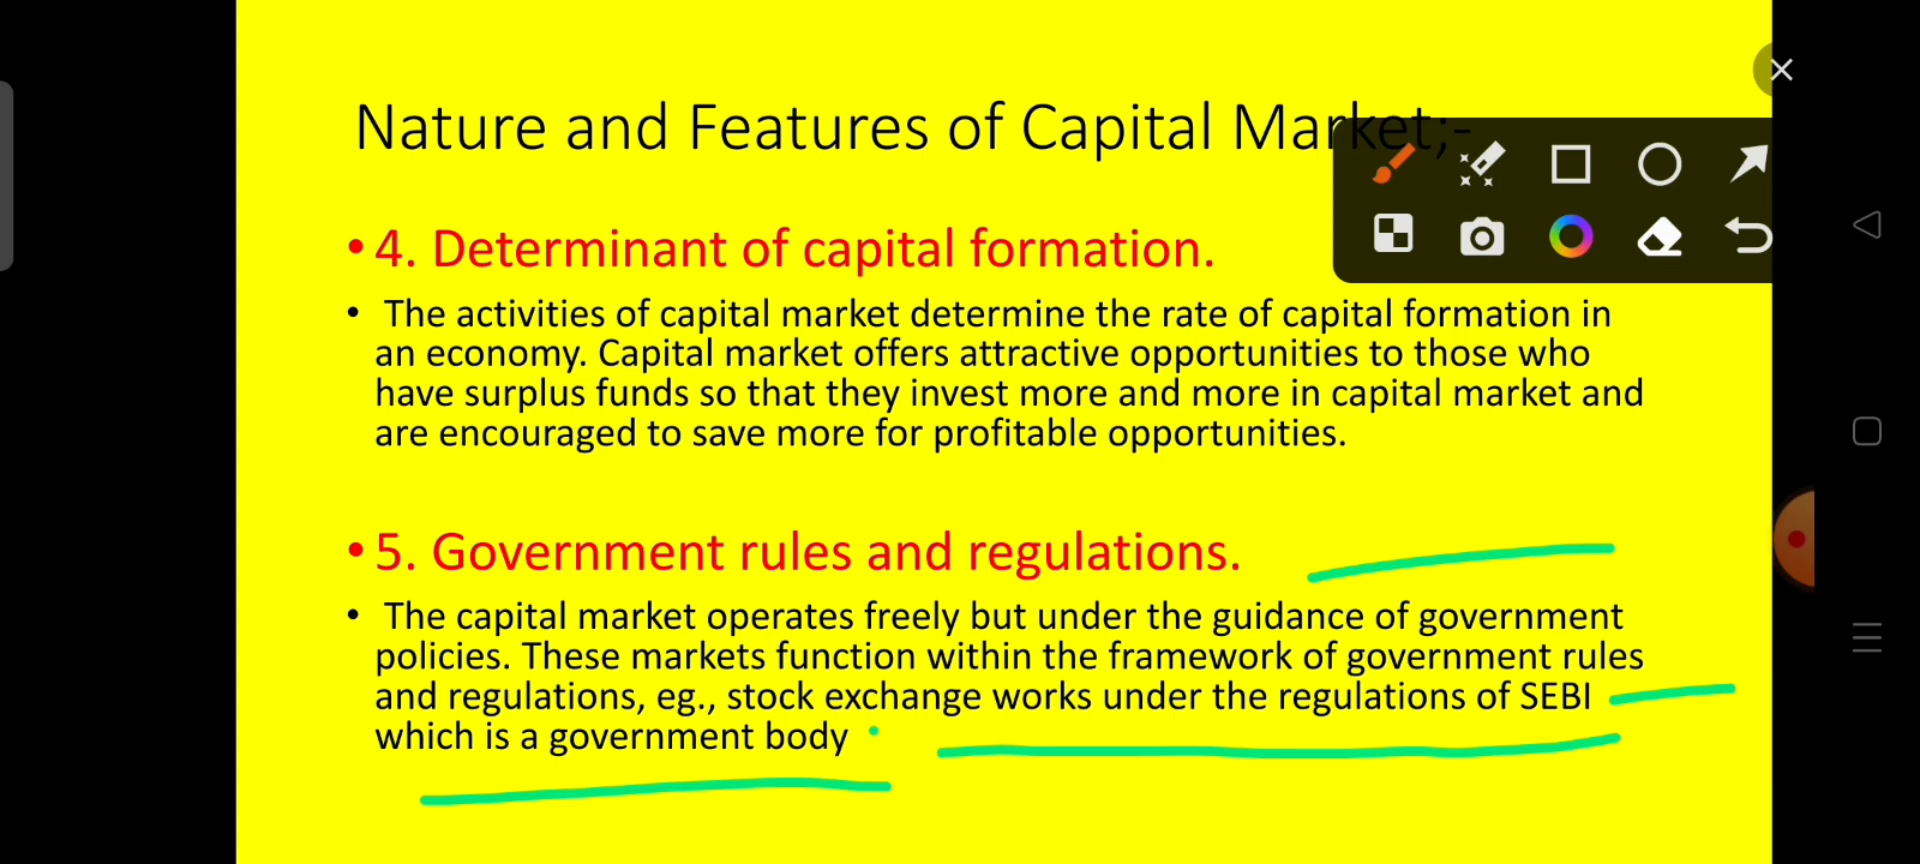 Nature and Features of Capital Market;-
• 4. Determinant of capital formation.
• The activities of capital market determine the rate of capital formation in
an economy. Capital market offers attractive opportunities to those who
have surplus funds so that they invest more and more in capital market and
are encouraged to save more for profitable opportunities.
• 5. Government rules and regulations.
• The capital market operates freely but under the guidance of government
policies. These markets function within the framework of government rules
and regulations, eg., stock exchange works under the regulations of SEBI
which is a government body